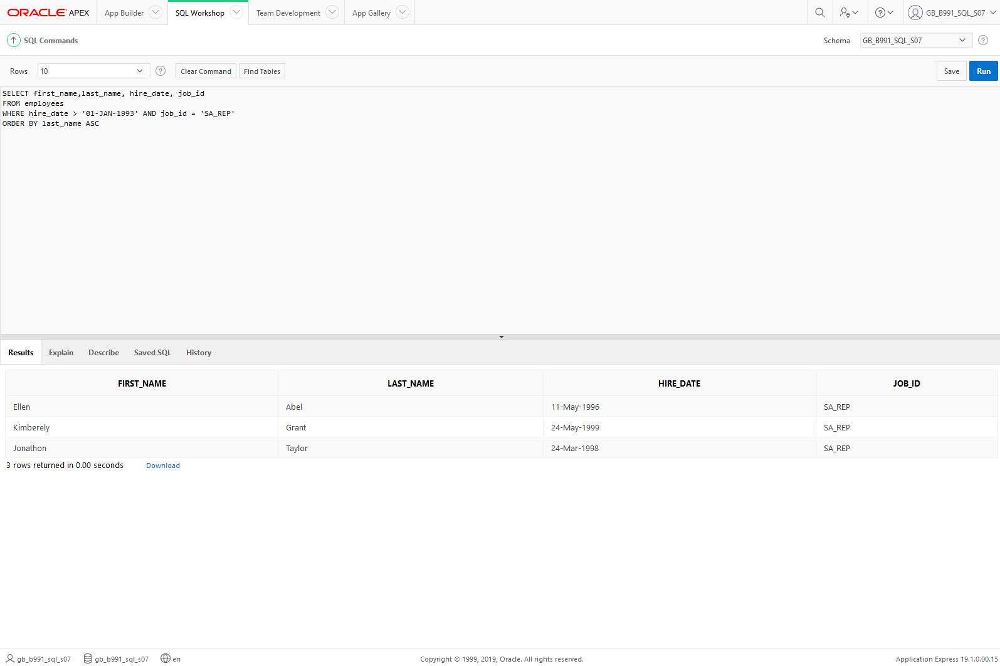 ORACLE APEX App Builder SQL Workshop Team Development App Gallery GB_B991_SQL_S07
SQL Commands Schema GB_B991_SQL_S07
Rows 10 Clear Command Find Tables Save Run
SELECT first_name,last_name, hire_date, job_id
FROM employees
WHERE hire_date > '01-JAN-1993' AND job_id = 'SA_REP'
ORDER BY last_name ASC
Results Explain Describe Saved SQL History
FIRST_NAME LAST_NAME HIRE_DATE JOB_ID
Ellen Abel 11-May-1996 SA_REP
Kimberely Grant 24-May-1999 SA_REP
Jonathon Taylor 24-Mar-1998 SA_REP
3 rows returned in 0.00 seconds Download
gb_b991_sql_s07 gb_b991_sql_s07 en Copyright © 1999, 2019, Oracle. All rights reserved. Application Express 19.1.0.00.15